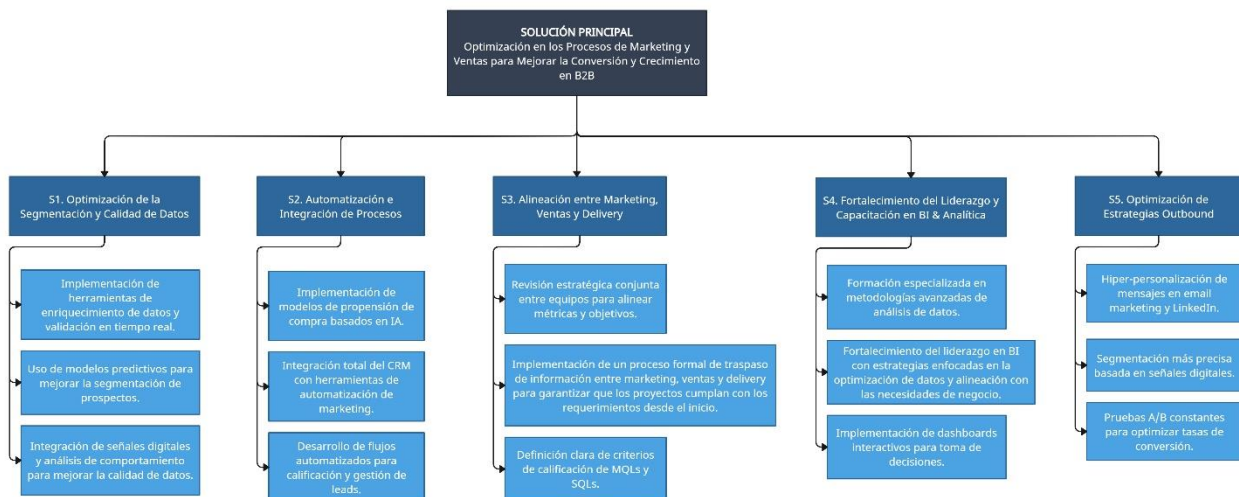 SOLUCIÓN PRINCIPAL
Optimización en los Procesos de Marketing y
Ventas para Mejorar la Conversión y Crecimiento
en B2B
S1. Optimización de la
Segmentación y Calidad de Datos
Implementación de
herramientas de
enriquecimiento de datos y
validación en tiempo real.
Uso de modelos predictivos para
mejorar la segmentación de
prospectos.
Integración de señales digitales
y análisis de comportamiento
para mejorar la calidad de datos.
S2. Automatización e
Integración de Procesos
Implementación de
modelos de propensión de
compra basados en IA.
Integración total del CRM
con herramientas de
automatización de
marketing.
Desarrollo de flujos
automatizados para
calificación y gestión de
leads.
S3. Alineación entre Marketing,
Ventas y Delivery
Revisión estratégica conjunta
entre equipos para alinear
métricas y objetivos.
Implementación de un proceso formal de traspaso
de información entre marketing, ventas y delivery
para garantizar que los proyectos cumplan con los
requerimientos desde el inicio.
Definición clara de criterios
de calificación de MQLs y
SQLs.
S4. Fortalecimiento del Liderazgo y
Capacitación en BI & Analítica
Formación especializada en
metodologías avanzadas de
análisis de datos.
Fortalecimiento del liderazgo en BI
con estrategias enfocadas en la
optimización de datos y alineación con
las necesidades de negocio.
Implementación de dashboards
interactivos para toma de
decisiones.
S5. Optimización de
Estrategias Outbound
Hiper-personalización de
mensajes en email
marketing y LinkedIn.
Segmentación más precisa
basada en señales digitales.
Pruebas A/B constantes
para optimizar tasas de
conversión.